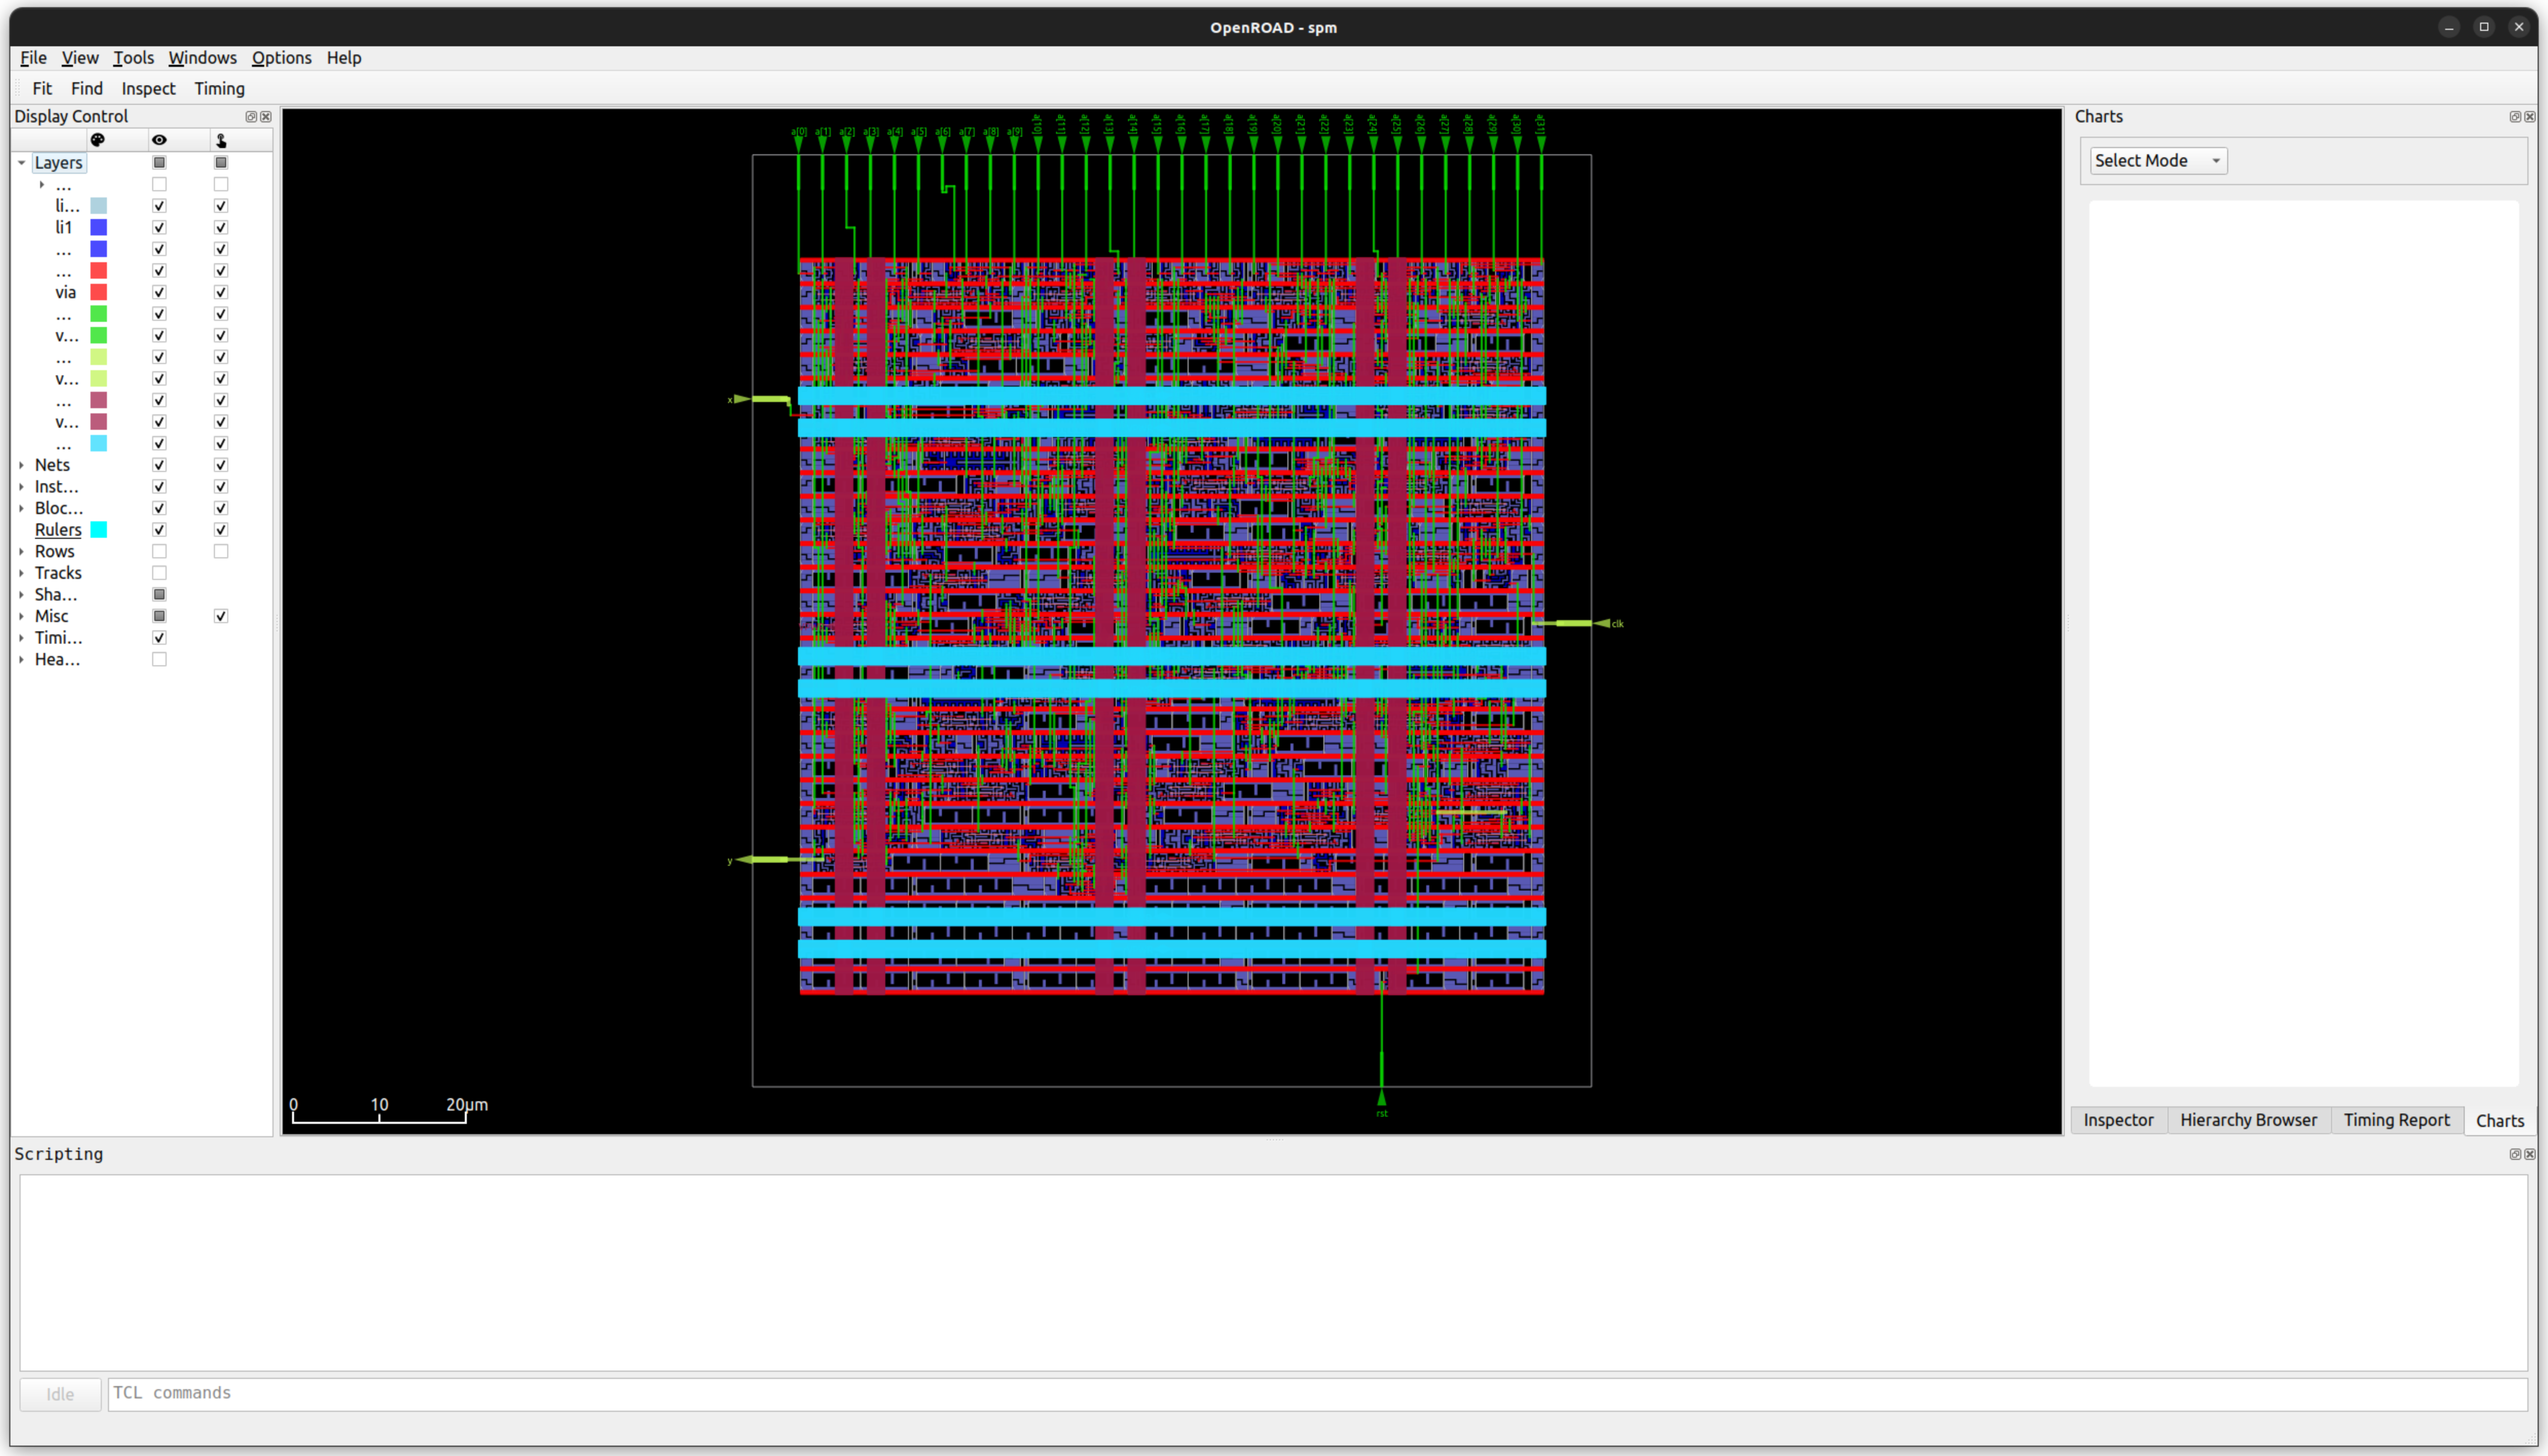 OpenROAD - spm
File View Tools Windows Options Help
Fit Find Inspect Timing
Display Control
Layers
...
li...
li1
...
...
via
...
v...
...
v...
...
v...
...
Nets
Inst...
Bloc...
Rulers
Rows
Tracks
Sha...
Misc
Timi...
Hea...
a[0] a[1] a[2] a[3] a[4] a[5] a[6] a[7] a[8] a[9] a[10] a[11] a[12] a[13] a[14] a[15] a[16] a[17] a[18] a[19] a[20] a[21] a[22] a[23] a[24] a[25] a[26] a[27] a[28] a[29] a[30] a[31]
x
clk
y
rst
0 10 20μm
Charts
Select Mode
Inspector Hierarchy Browser Timing Report Charts
Scripting
Idle TCL commands